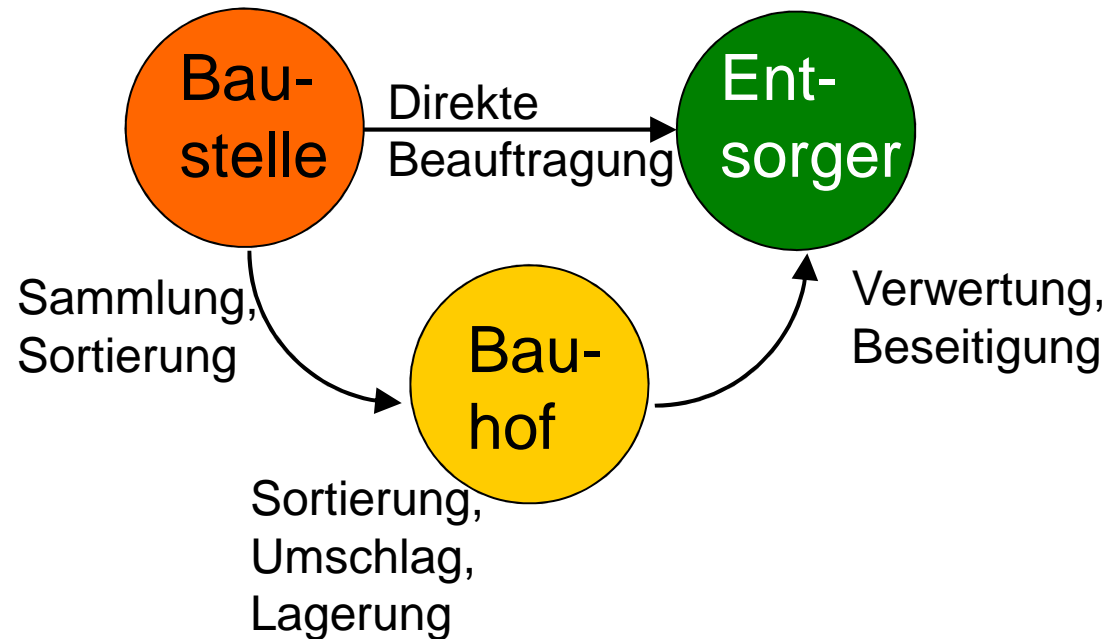 Bau-
stelle
Direkte
Beauftragung
Ent-
sorger
Sammlung,
Sortierung
Bau-
hof
Verwertung,
Beseitigung
Sortierung,
Umschlag,
Lagerung